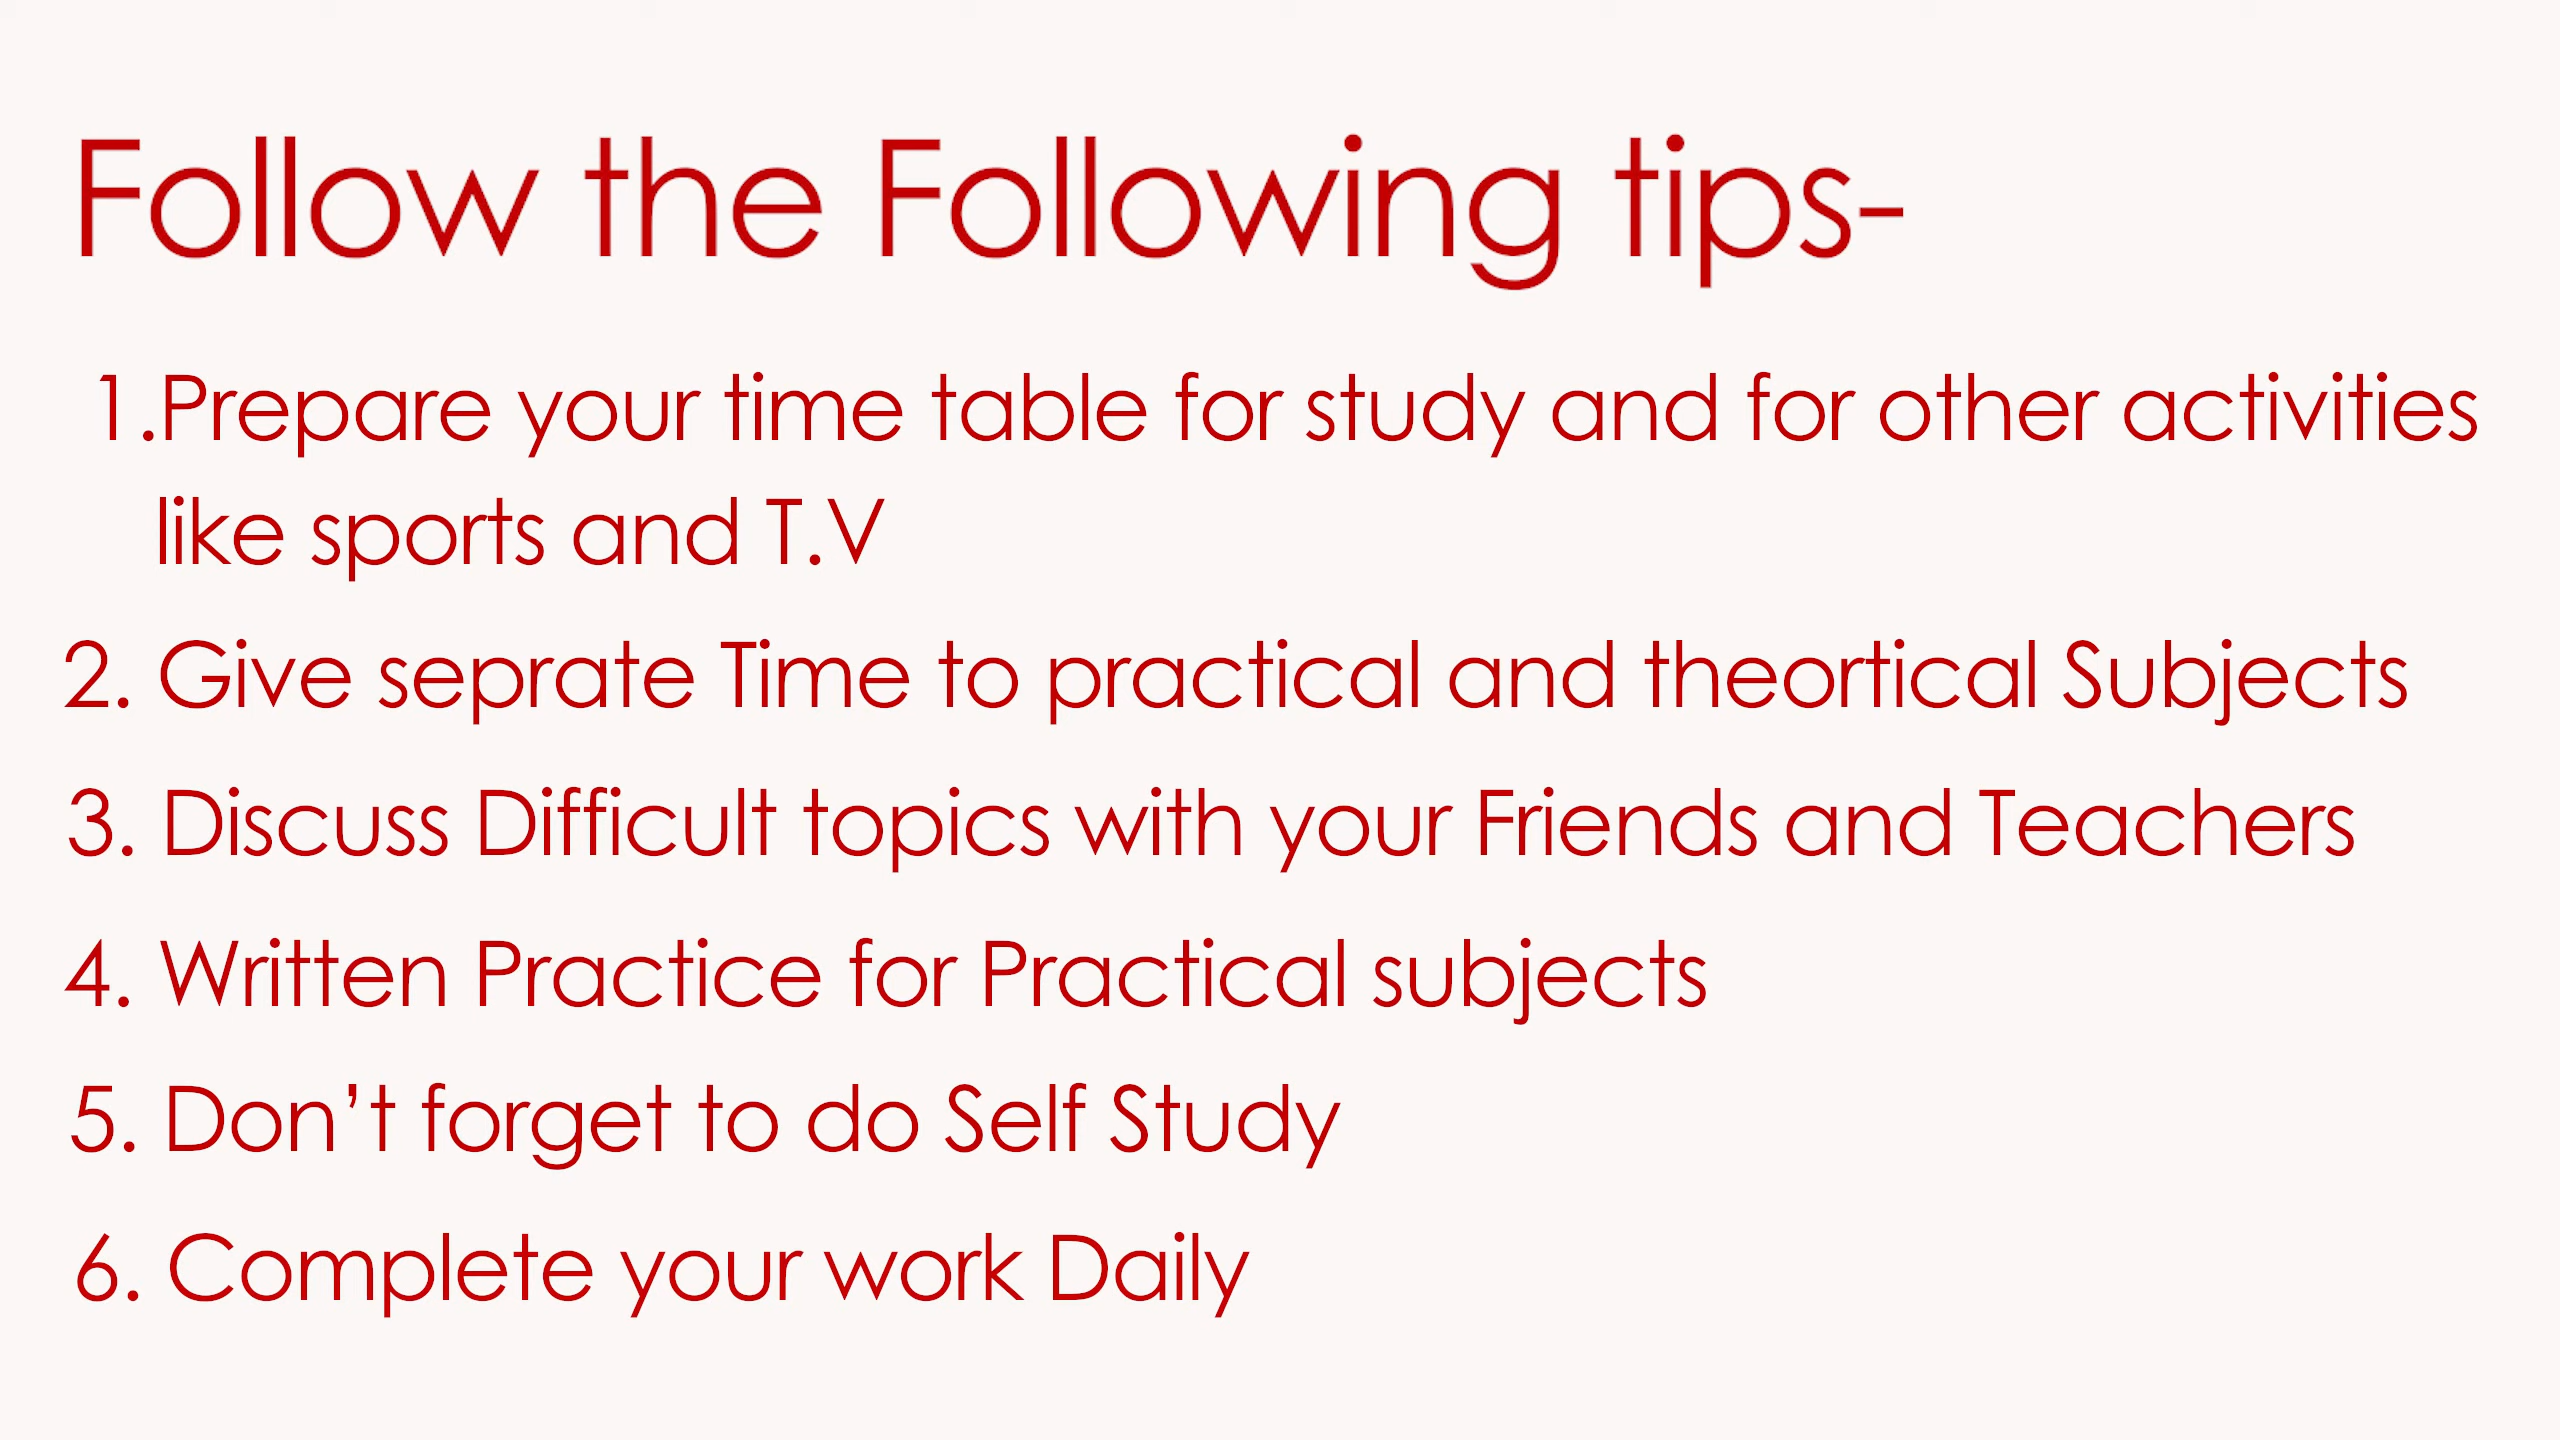 Follow the Following tips-
1.Prepare your time table for study and for other activities
like sports and T.V
2. Give seprate Time to practical and theortical Subjects
3. Discuss Difficult topics with your Friends and Teachers
4. Written Practice for Practical subjects
5. Don’t forget to do Self Study
6. Complete your work Daily